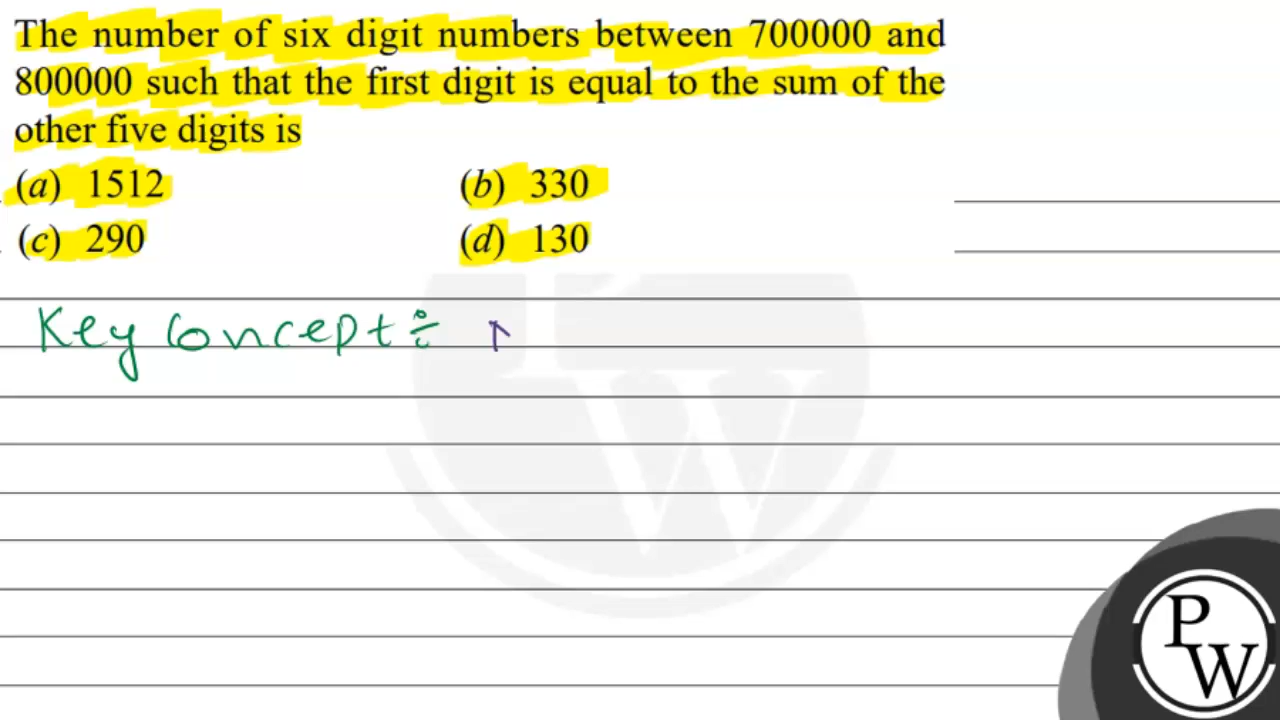 The number of six digit numbers between 700000 and
800000 such that the first digit is equal to the sum of the
other five digits is
(a) 1512 (b) 330
(c) 290 (d) 130
Key concept ÷
PW
PW